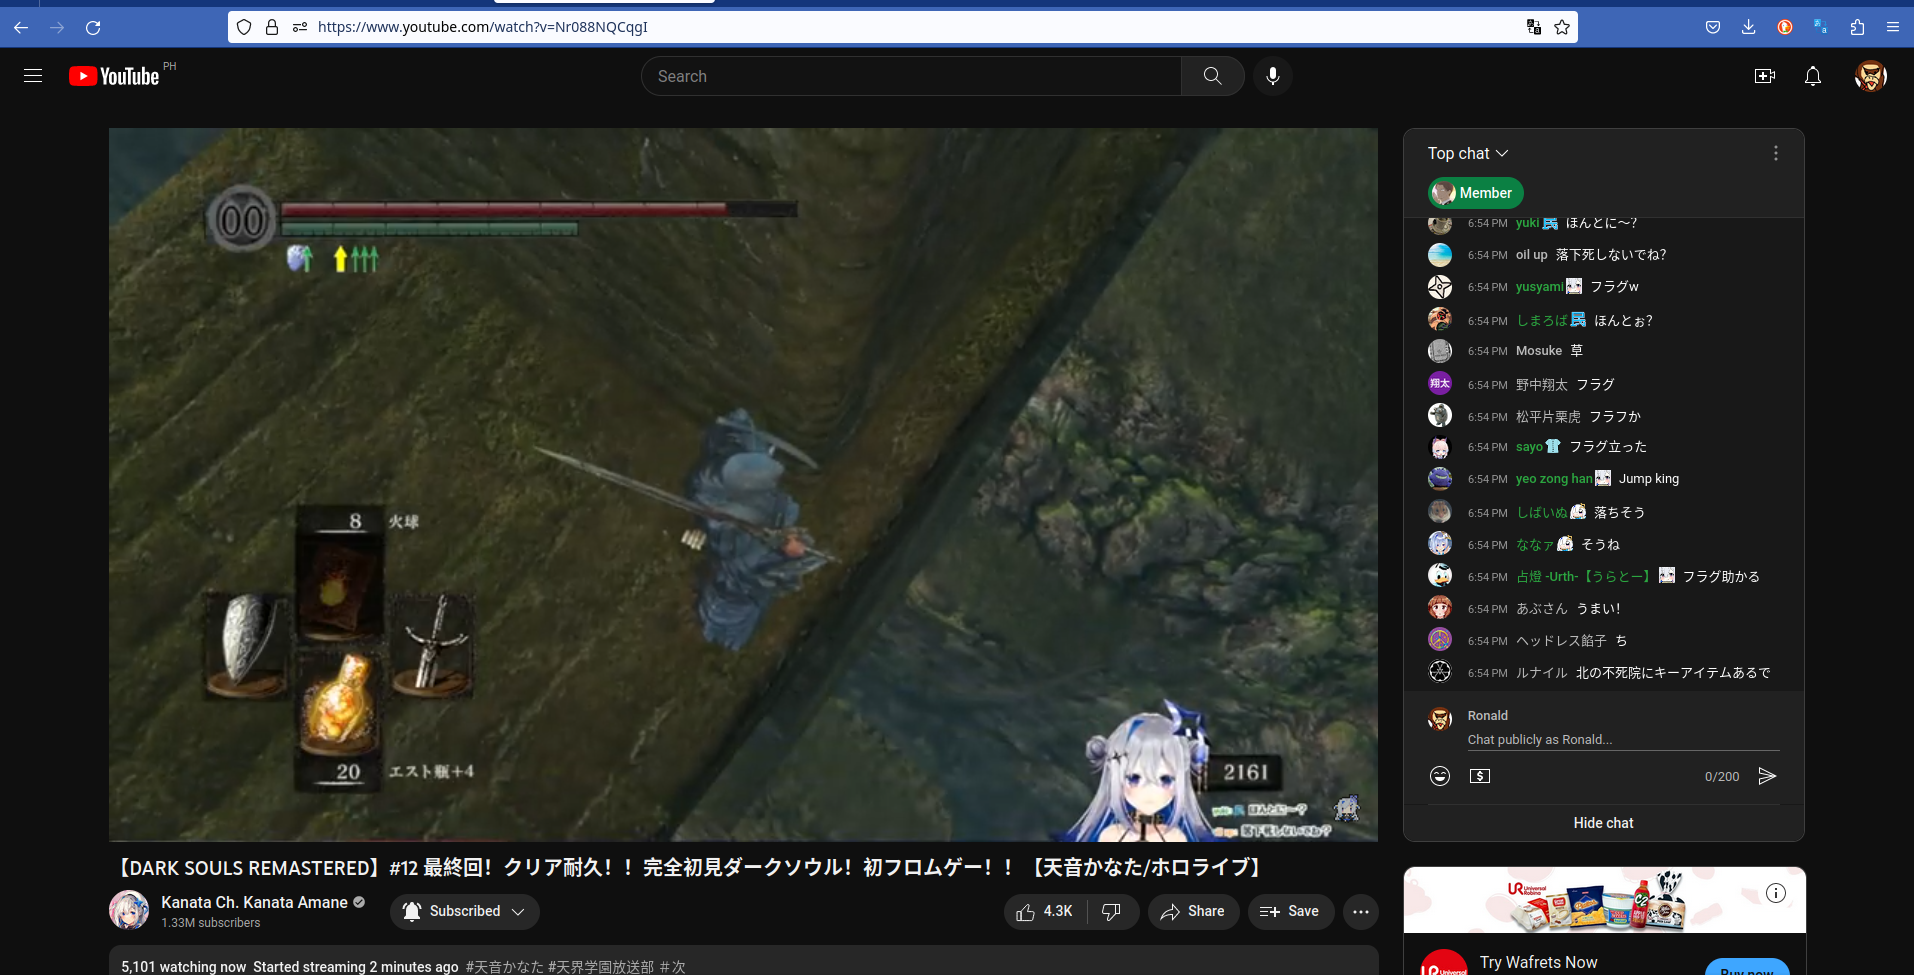 https://www.youtube.com/watch?v=Nr088NQCqgI
YouTube PH
Search
00
8 火球
20 エスト瓶+4
2161
Top chat
Member
6:54 PM yuki ほんとに〜?
6:54 PM oil up 落下死しないでね?
6:54 PM yusyami フラグw
6:54 PM しまろぱ ほんとぉ?
6:54 PM Mosuke 草
翔太 6:54 PM 野中翔太 フラグ
6:54 PM 松平片栗虎 フラフか
6:54 PM sayo フラグ立った
6:54 PM yeo zong han Jump king
6:54 PM しばいぬ 落ちそう
6:54 PM ななァ そうね
6:54 PM 占燈 -Urth-【うらとー】 フラグ助かる
6:54 PM あぶさん うまい!
6:54 PM ヘッドレス餡子 ち
6:54 PM ルナイル 北の不死院にキーアイテムあるで
Ronald
Chat publicly as Ronald...
0/200
Hide chat
【DARK SOULS REMASTERED】#12 最終回！クリア耐久！！完全初見ダークソウル！初フロムゲー！！【天音かなた/ホロライブ】
Kanata Ch. Kanata Amane
1.33M subscribers
Subscribed
4.3K
Share
Save
5,101 watching now Started streaming 2 minutes ago #天音かなた #天界学園放送部 ＃次
UR Universal Robina
C2
Try Wafrets Now
Buy now